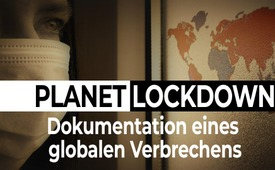 PLANET LOCKDOWN
Dokumentation eines
globalen Verbrechens